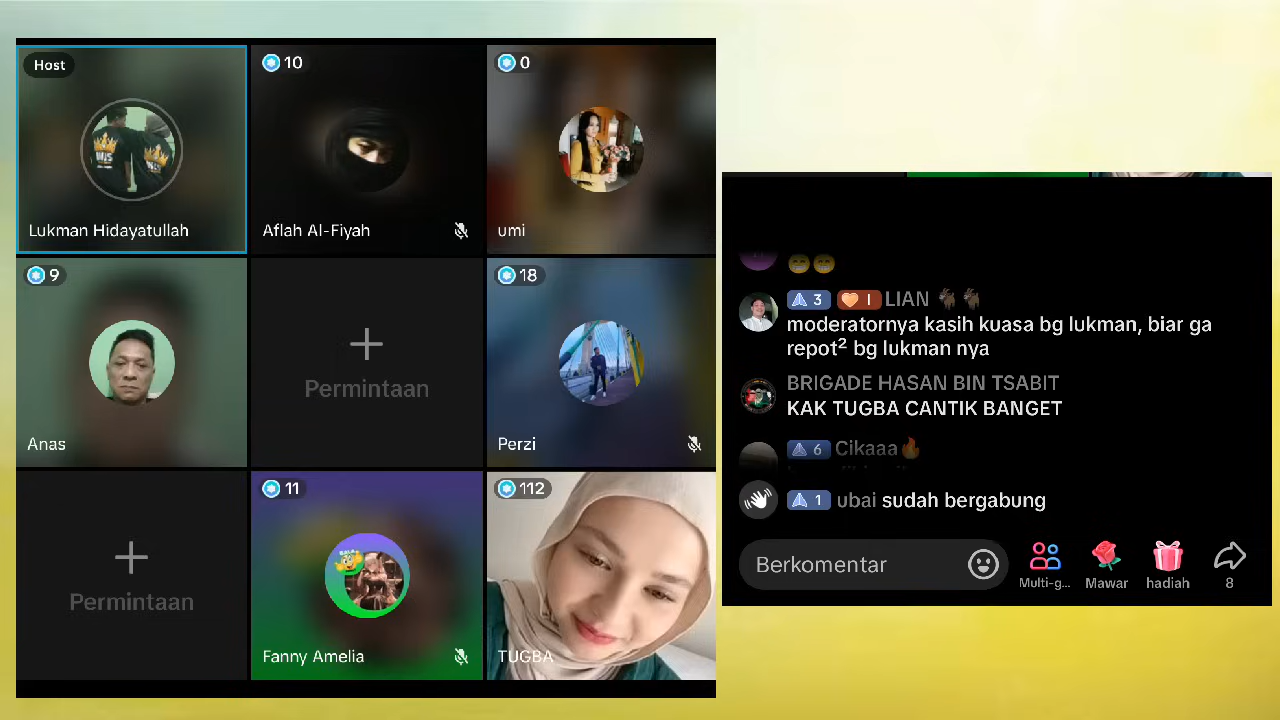 Host
10
0
Lukman Hidayatullah
Aflah Al-Fiyah
umi
9
18
Permintaan
Anas
Perzi
11
112
Permintaan
Fanny Amelia
TUGBA
3 I LIAN
moderatornya kasih kuasa bg lukman, biar ga
repot² bg lukman nya
BRIGADE HASAN BIN TSABIT
KAK TUGBA CANTIK BANGET
6 Cikaaa
1 ubai sudah bergabung
Berkomentar
Multi-g...
Mawar
hadiah
8